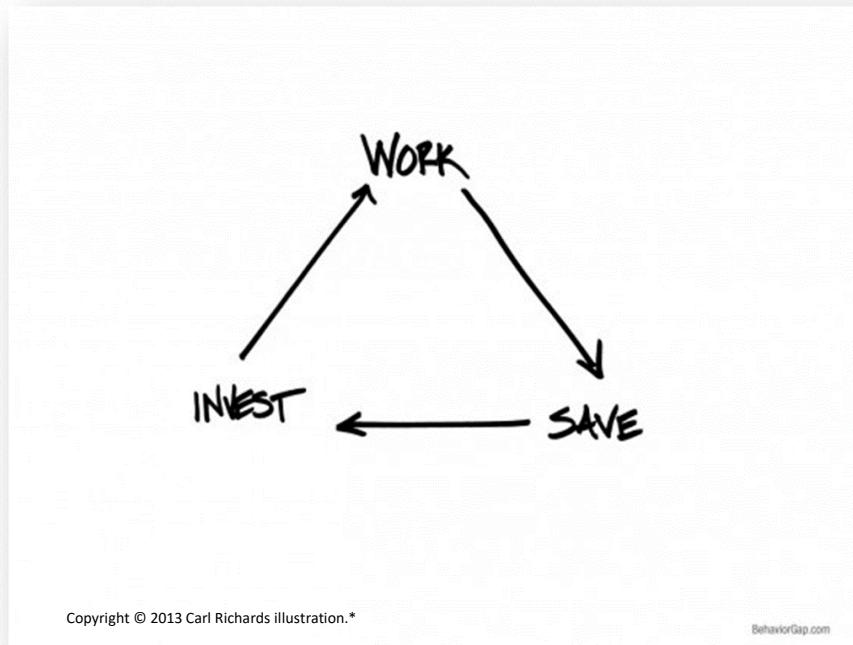 WORK
INVEST
SAVE
Copyright © 2013 Carl Richards illustration.*
BehaviorGap.com